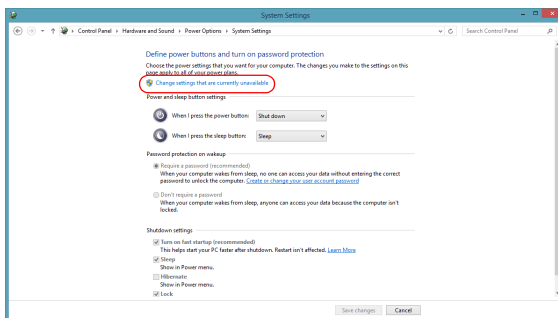 System Settings
Control Panel › Hardware and Sound › Power Options › System Settings
Search Control Panel
Define power buttons and turn on password protection
Choose the power settings that you want for your computer. The changes you make to the settings on this
page apply to all of your power plans.
Change settings that are currently unavailable
Power and sleep button settings
When I press the power button: Shut down
When I press the sleep button: Sleep
Password protection on wakeup
Require a password (recommended)
When your computer wakes from sleep, no one can access your data without entering the correct
password to unlock the computer. Create or change your user account password
Don't require a password
When your computer wakes from sleep, anyone can access your data because the computer isn't
locked.
Shutdown settings
Turn on fast startup (recommended)
This helps start your PC faster after shutdown. Restart isn't affected. Learn More
Sleep
Show in Power menu.
Hibernate
Show in Power menu.
Lock
Save changes Cancel